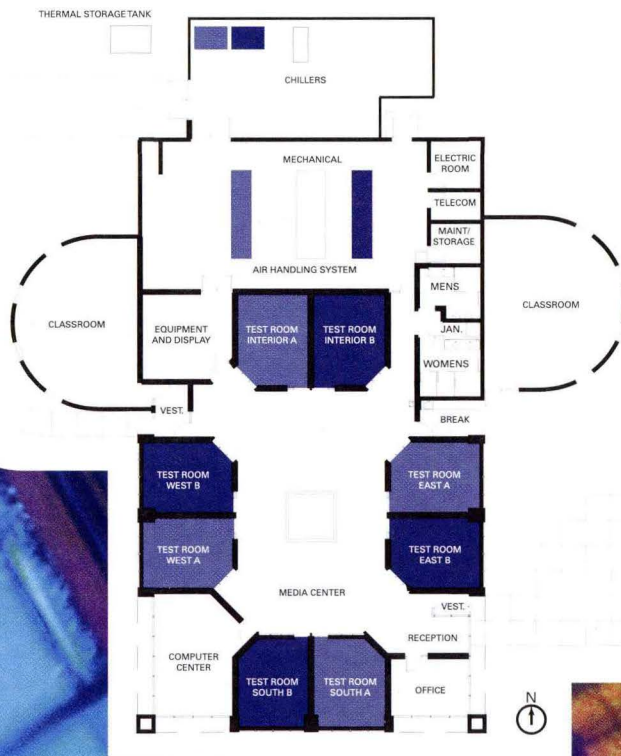 THERMAL STORAGE TANK
CHILLERS
MECHANICAL
ELECTRIC
ROOM
TELECOM
MAINT/
STORAGE
AIR HANDLING SYSTEM
MENS
CLASSROOM
CLASSROOM
EQUIPMENT
AND DISPLAY
TEST ROOM
INTERIOR A
TEST ROOM
INTERIOR B
JAN.
WOMENS
VEST.
BREAK
TEST ROOM
WEST B
TEST ROOM
EAST A
TEST ROOM
WEST A
TEST ROOM
EAST B
MEDIA CENTER
VEST.
RECEPTION
COMPUTER
CENTER
TEST ROOM
SOUTH B
TEST ROOM
SOUTH A
OFFICE
N